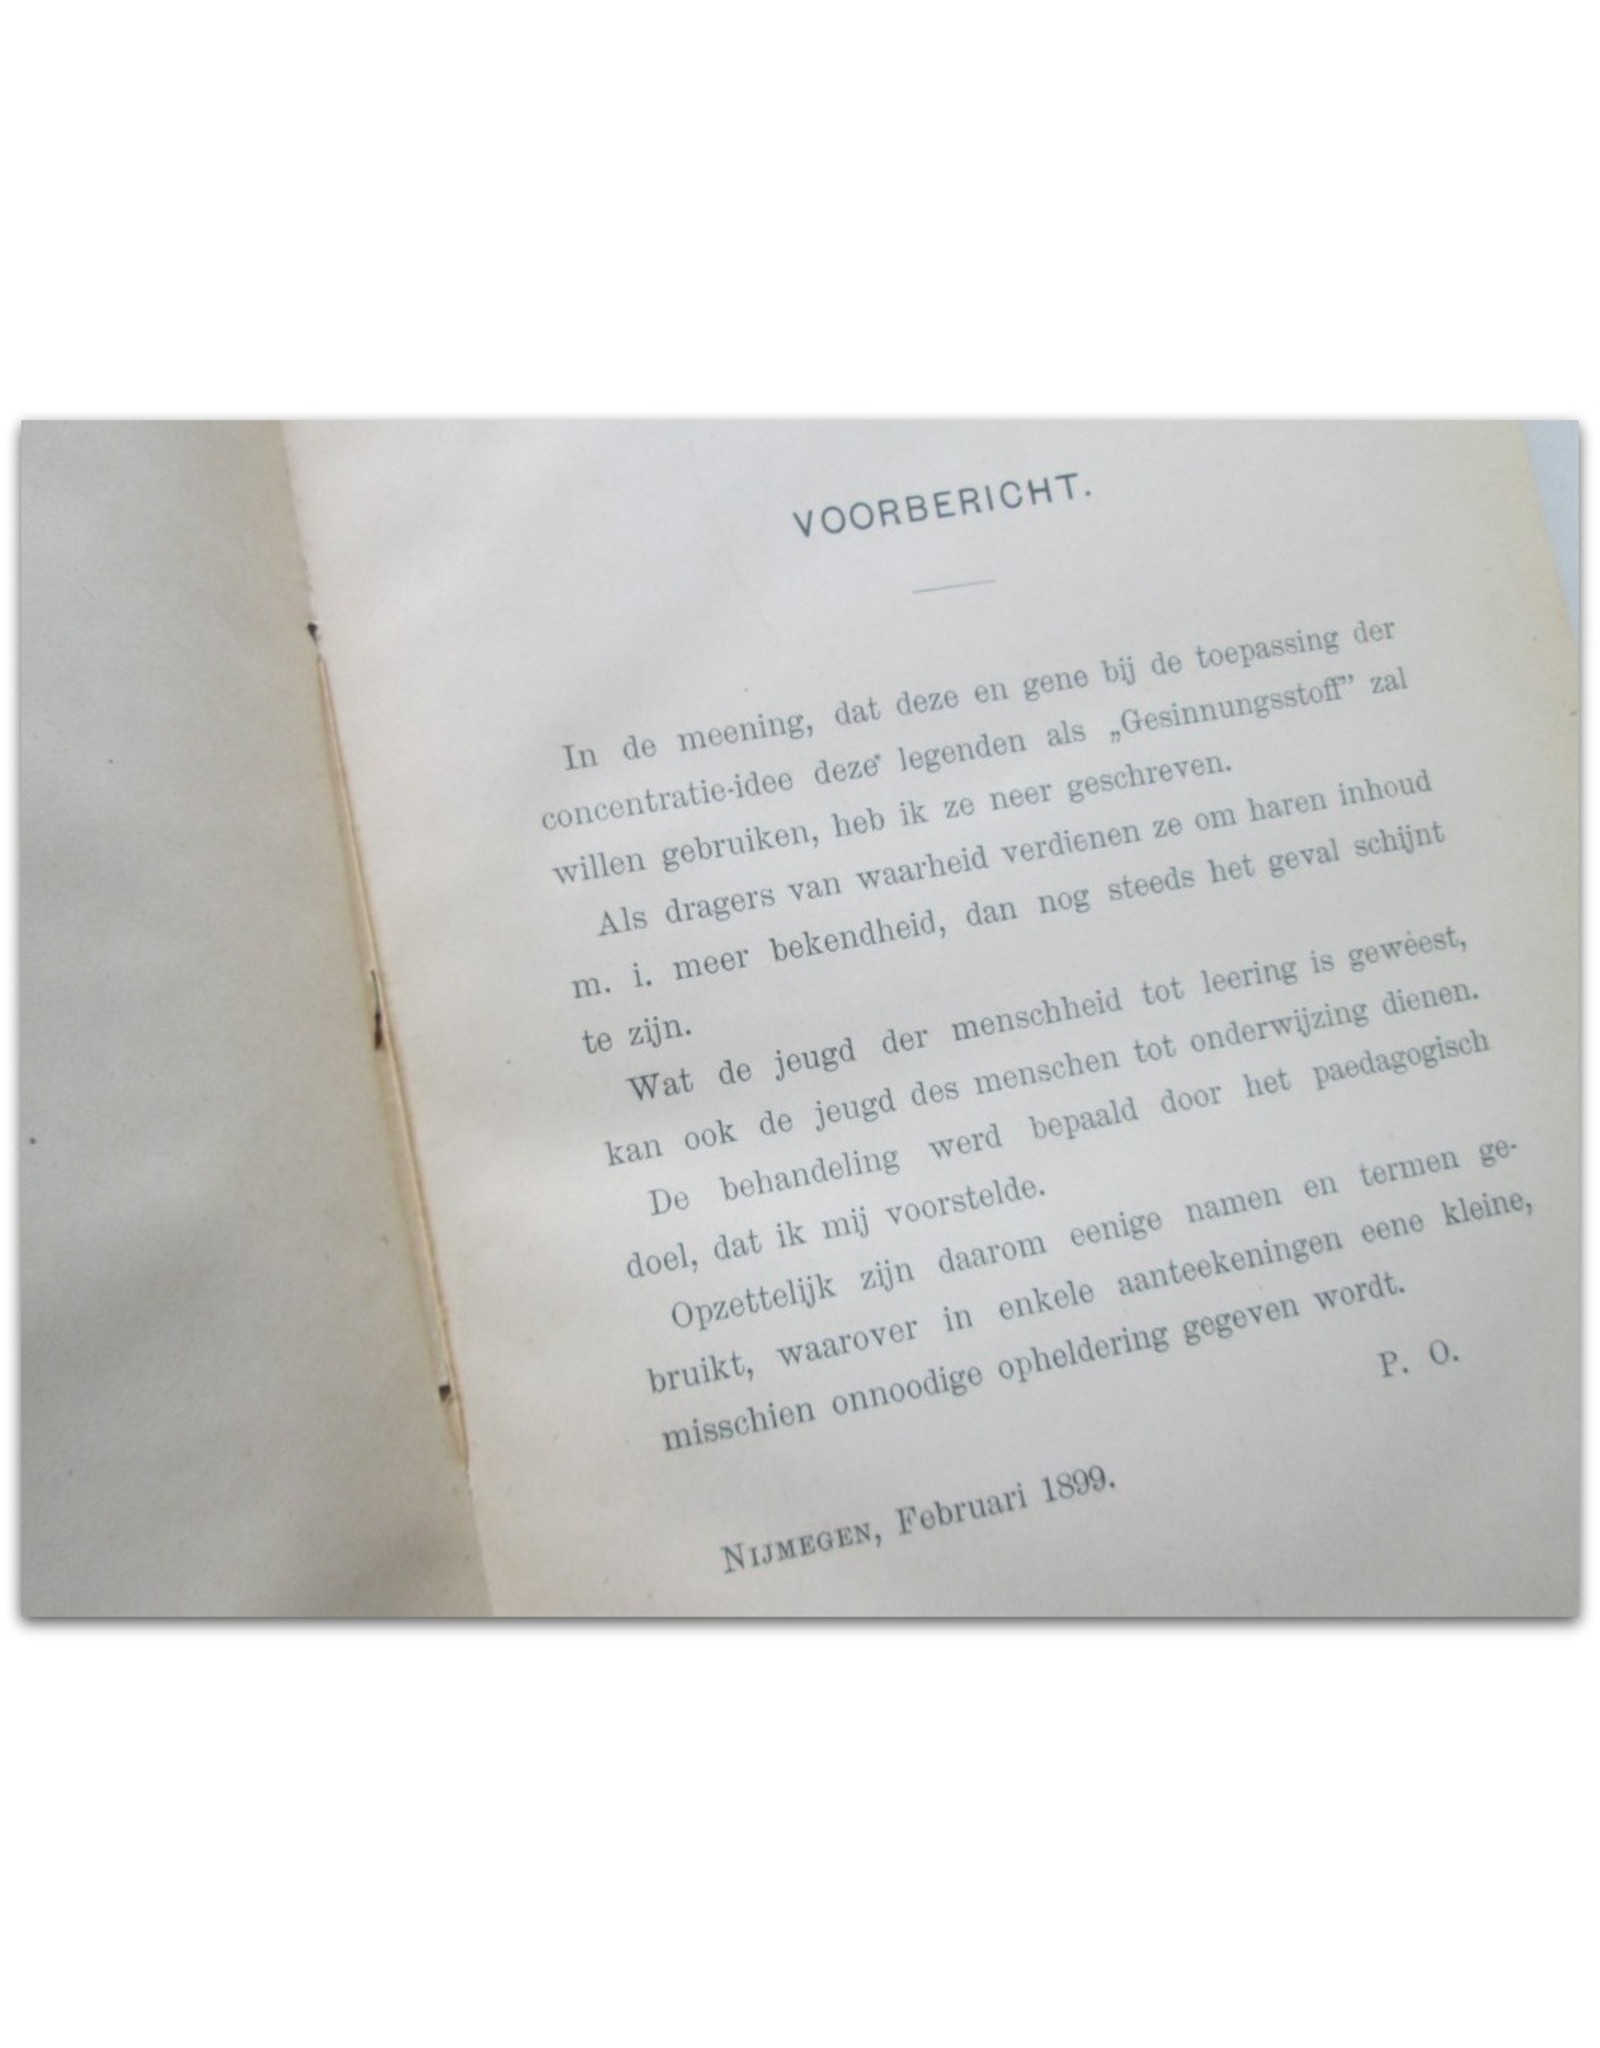 VOORBERICHT.
In de meening, dat deze en gene bij de toepassing der
concentratie-idee deze legenden als „Gesinnungsstoff” zal
willen gebruiken, heb ik ze neer geschreven.
Als dragers van waarheid verdienen ze om haren inhoud
m. i. meer bekendheid, dan nog steeds het geval schijnt
te zijn.
Wat de jeugd der menschheid tot leering is geweest,
kan ook de jeugd des menschen tot onderwijzing dienen.
De behandeling werd bepaald door het paedagogisch
doel, dat ik mij voorstelde.
Opzettelijk zijn daarom eenige namen en termen ge-
bruikt, waarover in enkele aanteekeningen eene kleine,
misschien onnoodige opheldering gegeven wordt.
P. O.
NIJMEGEN, Februari 1899.